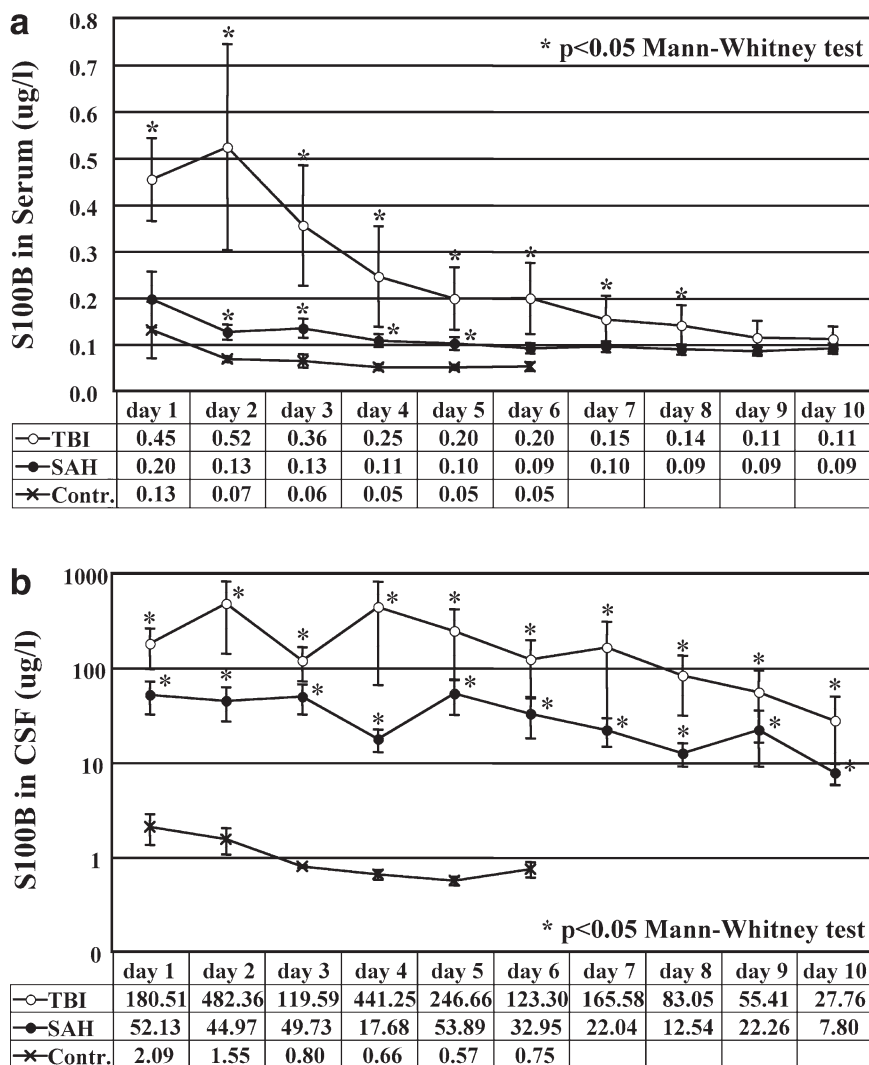 a
* p<0.05 Mann-Whitney test
S100B in Serum (ug/l)
0.8
0.7
0.6
0.5
0.4
0.3
0.2
0.1
0.0
* * * * * * * *
* * * *
day 1 day 2 day 3 day 4 day 5 day 6 day 7 day 8 day 9 day 10
TBI 0.45 0.52 0.36 0.25 0.20 0.20 0.15 0.14 0.11 0.11
SAH 0.20 0.13 0.13 0.11 0.10 0.09 0.10 0.09 0.09 0.09
Contr. 0.13 0.07 0.06 0.05 0.05 0.05
b
S100B in CSF (ug/l)
1000
100
10
1
0
* * * * * * * * * *
* * * * * * * * * *
* p<0.05 Mann-Whitney test
day 1 day 2 day 3 day 4 day 5 day 6 day 7 day 8 day 9 day 10
TBI 180.51 482.36 119.59 441.25 246.66 123.30 165.58 83.05 55.41 27.76
SAH 52.13 44.97 49.73 17.68 53.89 32.95 22.04 12.54 22.26 7.80
Contr. 2.09 1.55 0.80 0.66 0.57 0.75